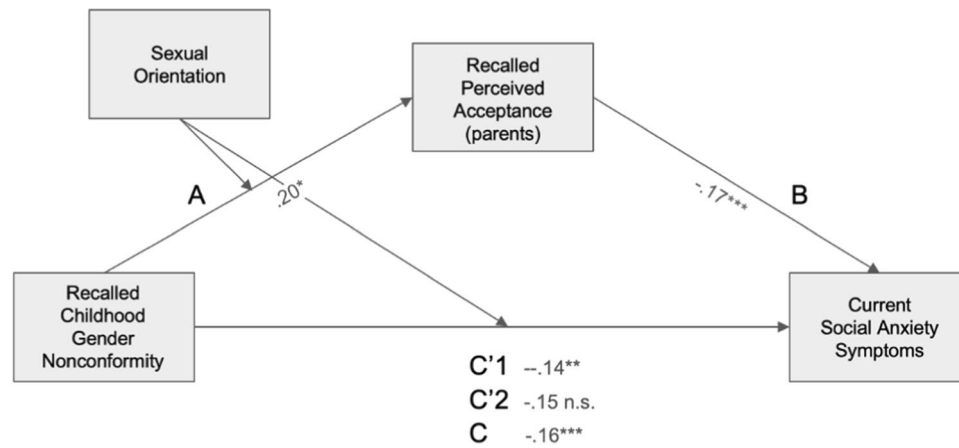 Sexual
Orientation
Recalled
Perceived
Acceptance
(parents)
A
.20*
-.17***
B
Recalled
Childhood
Gender
Nonconformity
Current
Social Anxiety
Symptoms
C'1 --.14**
C'2 -.15 n.s.
C -.16***